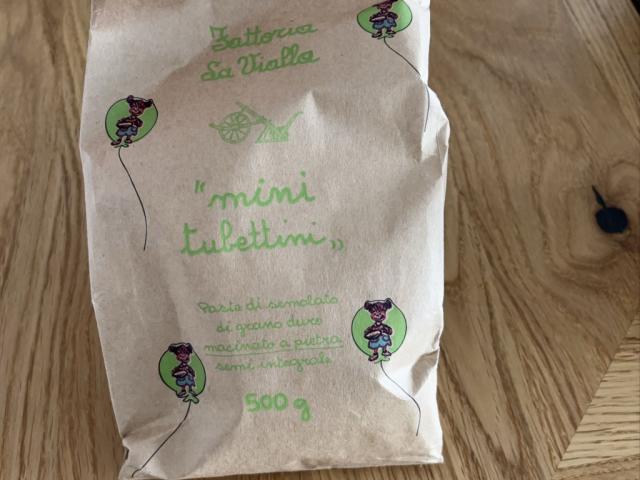 Fattoria
La Vialla
"mini
tubettini"
Pasta di semolato
di grano duro
macinato a pietra
semi integrale
500 g